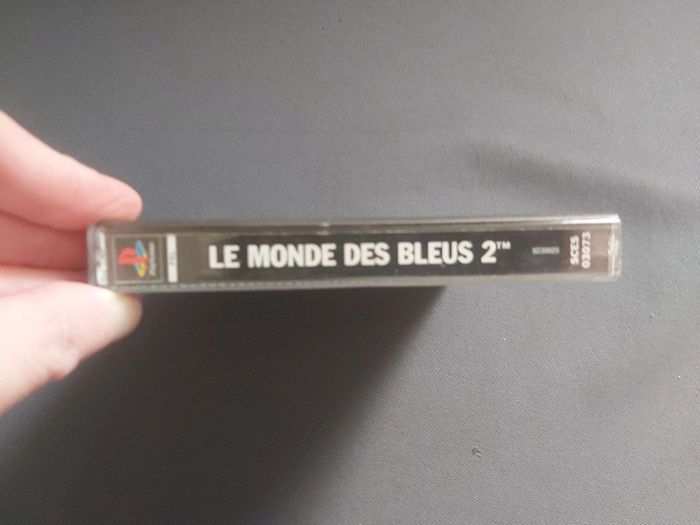 LE MONDE DES BLEUS 2™
SCES
03073